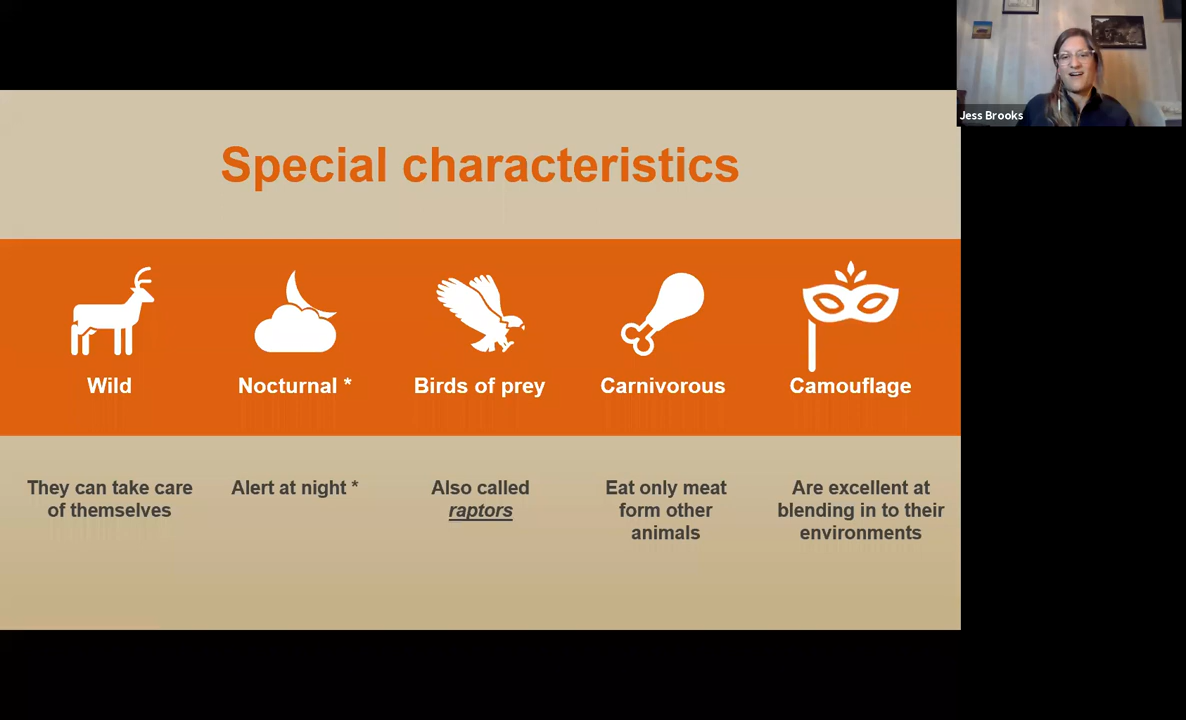 Jess Brooks
Special characteristics
Wild
Nocturnal *
Birds of prey
Carnivorous
Camouflage
They can take care
of themselves
Alert at night *
Also called
raptors
Eat only meat
form other
animals
Are excellent at
blending in to their
environments